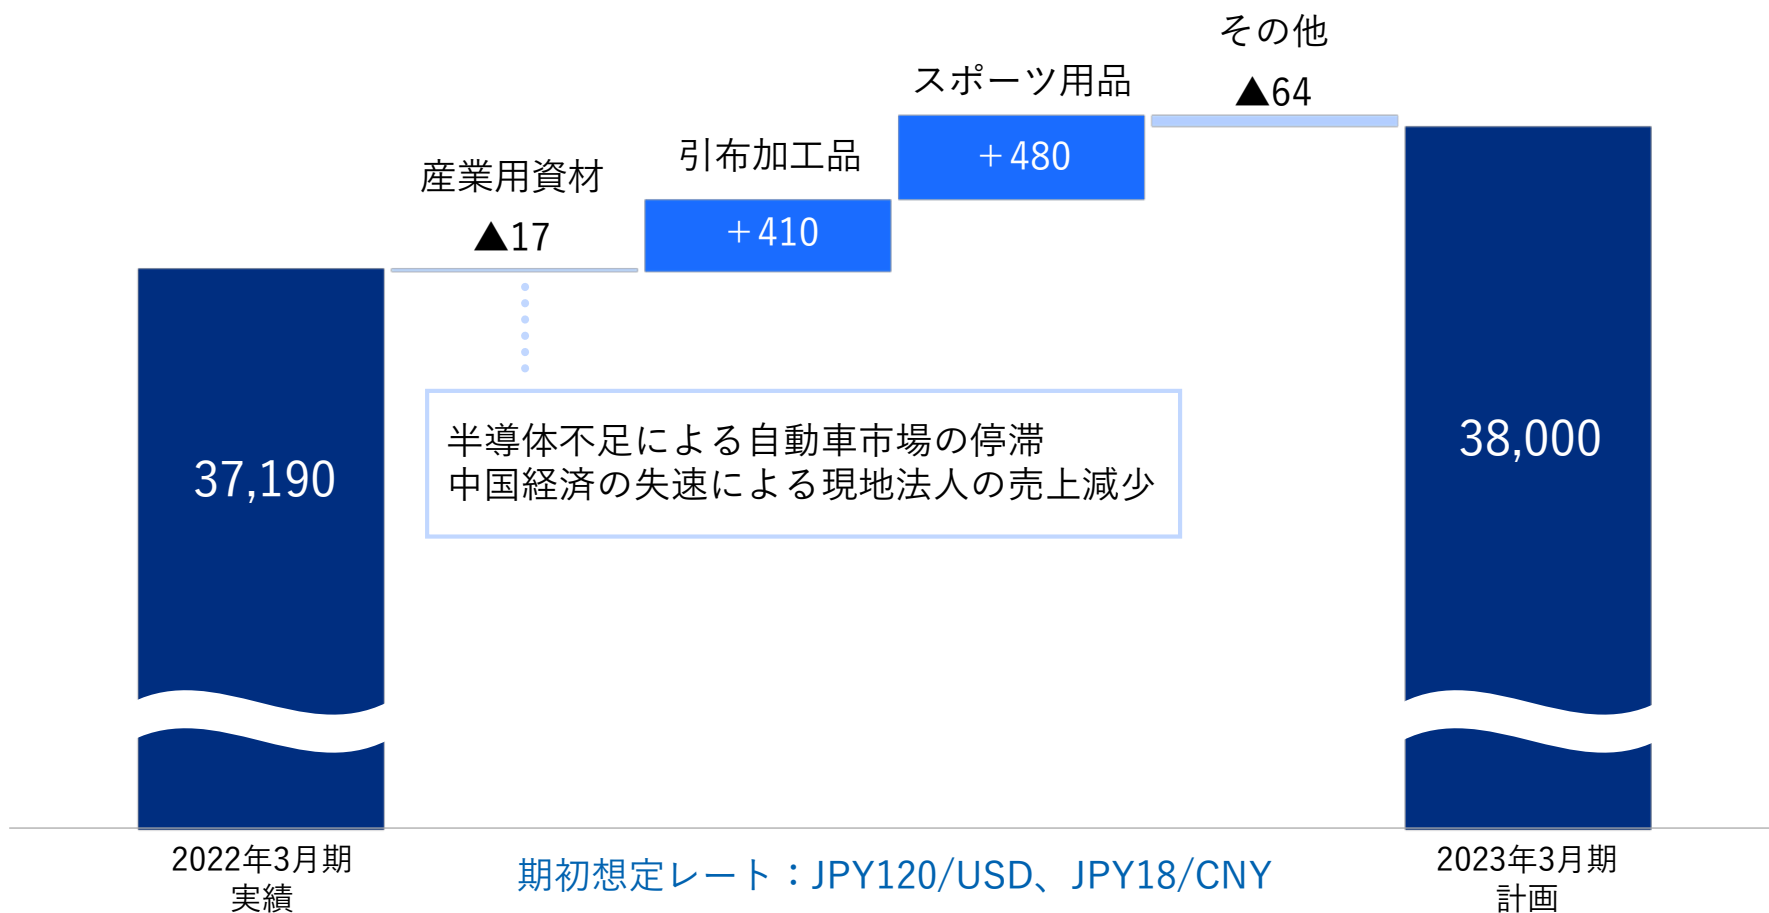 その他
▲64
スポーツ用品
+480
引布加工品
+410
産業用資材
▲17
37,190
半導体不足による自動車市場の停滞
中国経済の失速による現地法人の売上減少
38,000
2022年3月期
実績
期初想定レート：JPY120/USD、JPY18/CNY
2023年3月期
計画